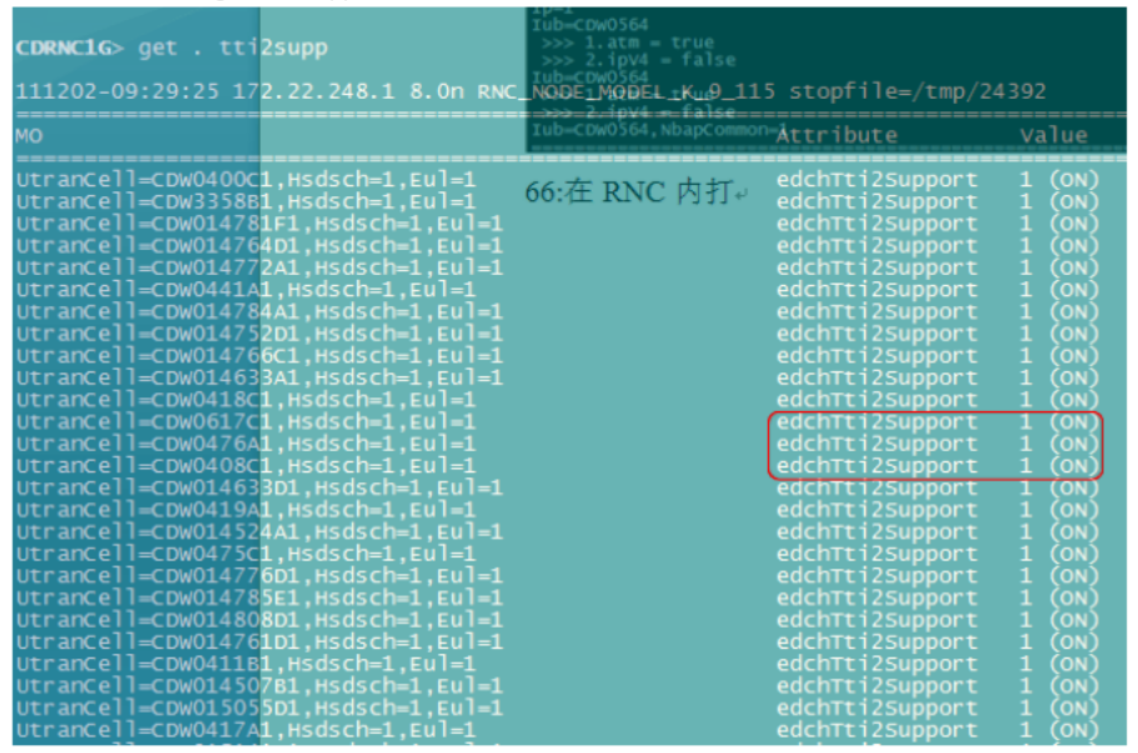 Ip=1
Iub=CDW0564
>>> 1.atm = true
CDRNC1G> get . tti2supp
>>> 2.ipv4 = false
Iub=CDW0564
111202-09:29:25 172.22.248.1 8.0n RNC_NODE_MODEL_K_9_115 stopfile=/tmp/24392
>>> 2.ipv4 = false
Iub=CDW0564,NbapCommon=1
MO Attribute Value
66:在 RNC 内打
UtranCell=CDW0400C1,Hsdsch=1,Eul=1 edchTti2Support 1 (ON)
UtranCell=CDW3358B1,Hsdsch=1,Eul=1 edchTti2Support 1 (ON)
UtranCell=CDW014781F1,Hsdsch=1,Eul=1 edchTti2Support 1 (ON)
UtranCell=CDW014764D1,Hsdsch=1,Eul=1 edchTti2Support 1 (ON)
UtranCell=CDW014772A1,Hsdsch=1,Eul=1 edchTti2Support 1 (ON)
UtranCell=CDW0441A1,Hsdsch=1,Eul=1 edchTti2Support 1 (ON)
UtranCell=CDW014784A1,Hsdsch=1,Eul=1 edchTti2Support 1 (ON)
UtranCell=CDW014752D1,Hsdsch=1,Eul=1 edchTti2Support 1 (ON)
UtranCell=CDW014766C1,Hsdsch=1,Eul=1 edchTti2Support 1 (ON)
UtranCell=CDW014633A1,Hsdsch=1,Eul=1 edchTti2Support 1 (ON)
UtranCell=CDW0418C1,Hsdsch=1,Eul=1 edchTti2Support 1 (ON)
UtranCell=CDW0617C1,Hsdsch=1,Eul=1 edchTti2Support 1 (ON)
UtranCell=CDW0476A1,Hsdsch=1,Eul=1 edchTti2Support 1 (ON)
UtranCell=CDW0408C1,Hsdsch=1,Eul=1 edchTti2Support 1 (ON)
UtranCell=CDW014633D1,Hsdsch=1,Eul=1 edchTti2Support 1 (ON)
UtranCell=CDW0419A1,Hsdsch=1,Eul=1 edchTti2Support 1 (ON)
UtranCell=CDW014524A1,Hsdsch=1,Eul=1 edchTti2Support 1 (ON)
UtranCell=CDW0475C1,Hsdsch=1,Eul=1 edchTti2Support 1 (ON)
UtranCell=CDW014776D1,Hsdsch=1,Eul=1 edchTti2Support 1 (ON)
UtranCell=CDW014785E1,Hsdsch=1,Eul=1 edchTti2Support 1 (ON)
UtranCell=CDW014808D1,Hsdsch=1,Eul=1 edchTti2Support 1 (ON)
UtranCell=CDW014761D1,Hsdsch=1,Eul=1 edchTti2Support 1 (ON)
UtranCell=CDW0411B1,Hsdsch=1,Eul=1 edchTti2Support 1 (ON)
UtranCell=CDW014507B1,Hsdsch=1,Eul=1 edchTti2Support 1 (ON)
UtranCell=CDW015055D1,Hsdsch=1,Eul=1 edchTti2Support 1 (ON)
UtranCell=CDW0417A1,Hsdsch=1,Eul=1 edchTti2Support 1 (ON)